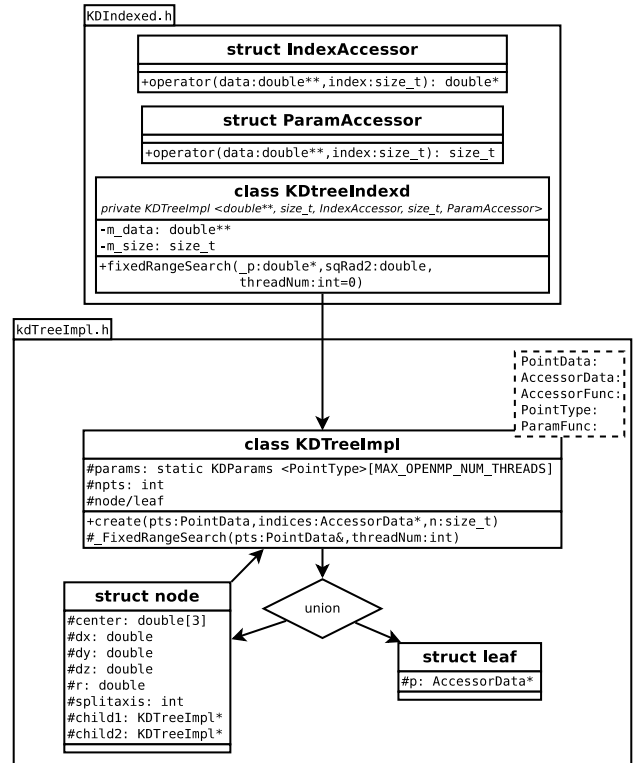 KDIndexed.h
struct IndexAccessor
+operator(data:double**,index:size_t): double*
struct ParamAccessor
+operator(data:double**,index:size_t): size_t
class KDtreeIndexd
private KDTreeImpl <double**, size_t, IndexAccessor, size_t, ParamAccessor>
-m_data: double**
-m_size: size_t
+fixedRangeSearch(_p:double*,sqRad2:double,
threadNum:int=0)
kdTreeImpl.h
PointData:
AccessorData:
AccessorFunc:
PointType:
ParamFunc:
class KDTreeImpl
#params: static KDParams <PointType>[MAX_OPENMP_NUM_THREADS]
#npts: int
#node/leaf
+create(pts:PointData,indices:AccessorData*,n:size_t)
#_FixedRangeSearch(pts:PointData&,threadNum:int)
union
struct node
#center: double[3]
#dx: double
#dy: double
#dz: double
#r: double
#splitaxis: int
#child1: KDTreeImpl*
#child2: KDTreeImpl*
struct leaf
#p: AccessorData*